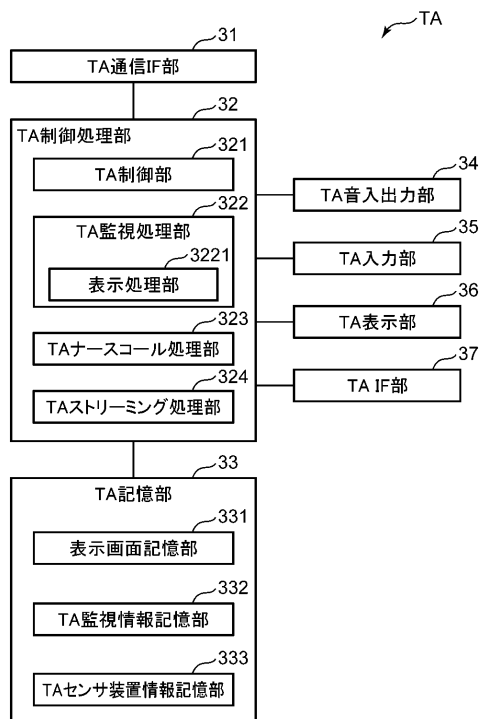 TA
31
TA通信IF部
32
TA制御処理部
321
TA制御部
322
TA監視処理部
3221
表示処理部
323
TAナースコール処理部
324
TAストリーミング処理部
34
TA音入出力部
35
TA入力部
36
TA表示部
37
TA IF部
33
TA記憶部
331
表示画面記憶部
332
TA監視情報記憶部
333
TAセンサ装置情報記憶部